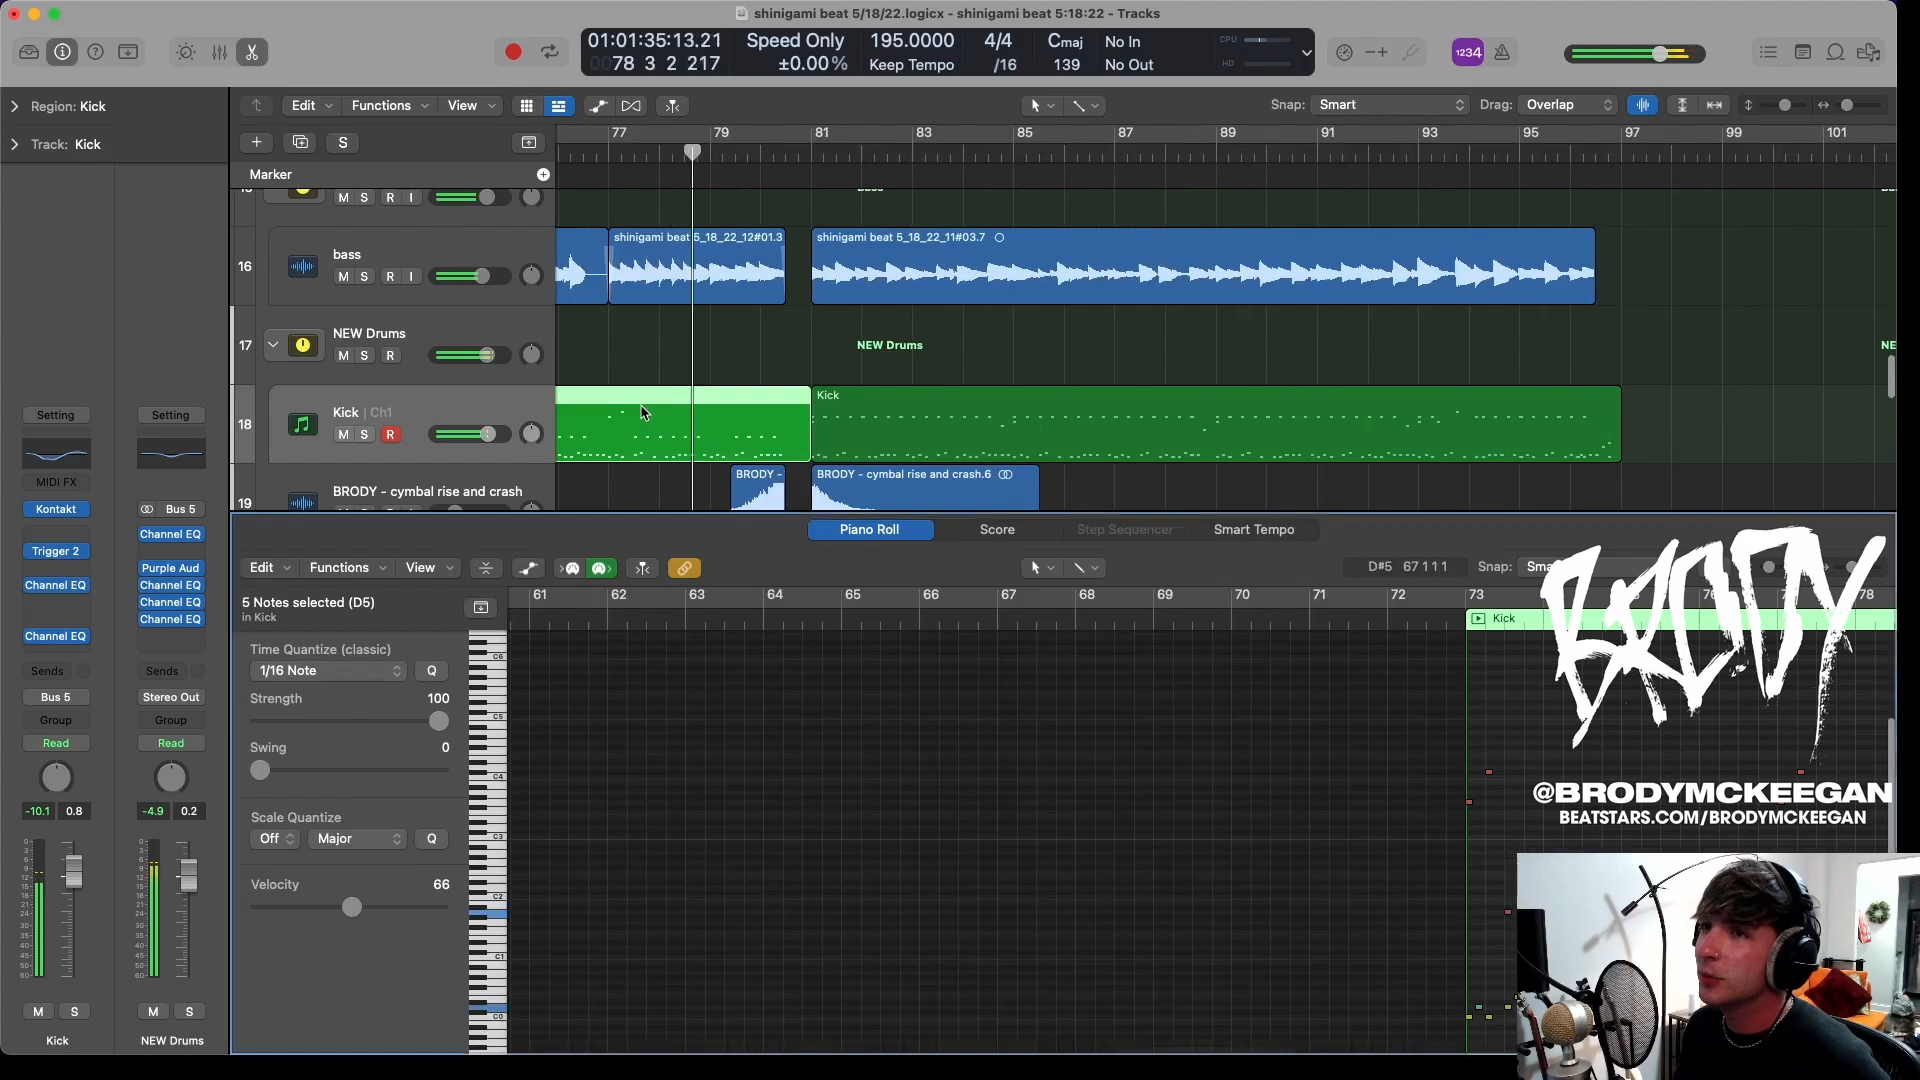 shinigami beat 5/18/22.logicx - shinigami beat 5:18:22 - Tracks
01:01:35:13.21 Speed Only 195.0000 4/4 Cmaj No In CPU
0078 3 2 217 ±0.00% Keep Tempo /16 139 No Out HD
1234
Region: Kick
Edit Functions View
Snap: Smart
Drag: Overlap
Track: Kick
S
77 79 81 83 85 87 89 91 93 95 97 99 101
Marker
M S R I
16
bass
M S R I
shinigami beat 5_18_22_12#01.3
shinigami beat 5_18_22_11#03.7
17
NEW Drums
M S R
NEW Drums
NE
18
Kick | Ch1
M S R
Kick
19
BRODY - cymbal rise and crash
BRODY -
BRODY - cymbal rise and crash.6
Setting Setting
MIDI FX
Kontakt Bus 5
Channel EQ
Trigger 2
Purple Aud
Channel EQ Channel EQ
Channel EQ
Channel EQ
Channel EQ
Sends Sends
Bus 5 Stereo Out
Group Group
Read Read
-10.1 0.8 -4.9 0.2
M S M S
Kick NEW Drums
Piano Roll Score Step Sequencer Smart Tempo
Edit Functions View
D#5 67 1 1 1
Snap: Sma
5 Notes selected (D5)
in Kick
61 62 63 64 65 66 67 68 69 70 71 72 73 76 78
Kick
Time Quantize (classic)
1/16 Note Q
Strength 100
Swing 0
Scale Quantize
Off Major Q
Velocity 66
C6
C5
C4
C3
C2
C1
C0
BRODY
@BRODYMCKEEGAN
BEATSTARS.COM/BRODYMCKEEGAN